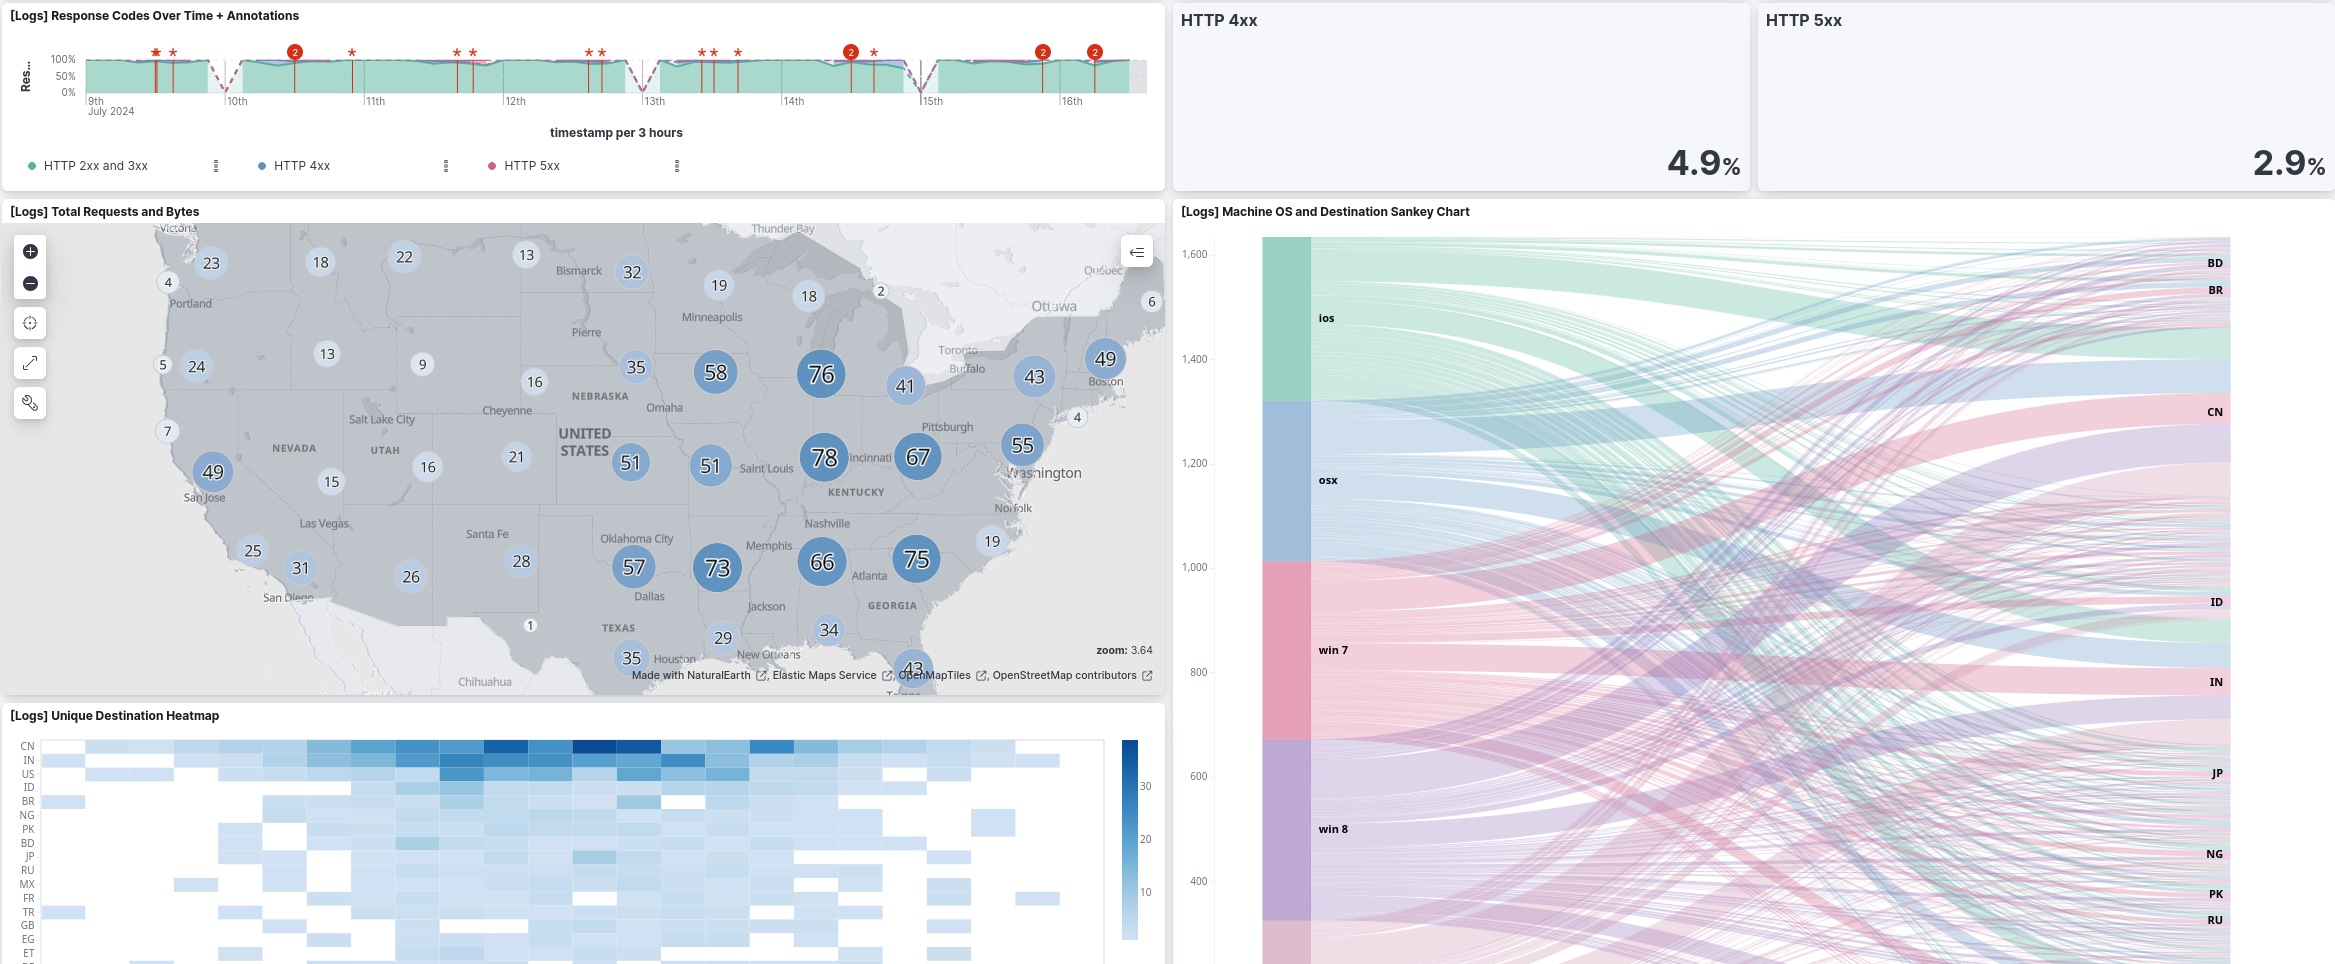 [Logs] Response Codes Over Time + Annotations
2
2
2
2
Res...
100%
50%
0%
9th
July 2024
10th
11th
12th
13th
14th
15th
16th
timestamp per 3 hours
HTTP 2xx and 3xx
HTTP 4xx
HTTP 5xx
HTTP 4xx
4.9%
HTTP 5xx
2.9%
[Logs] Total Requests and Bytes
Victoria
Thunder Bay
23
18
22
13
Bismarck
32
19
18
2
Québec
4
Portland
Minneapolis
Ottawa
6
Pierre
Toronto
5
24
13
9
16
35
58
76
41
Buffalo
43
49
Boston
NEBRASKA
Cheyenne
Omaha
Salt Lake City
4
7
NEVADA
UTAH
UNITED
STATES
Pittsburgh
49
15
16
21
51
51
Saint Louis
78
incinnati
67
55
Washington
San Jose
KENTUCKY
Norfolk
Las Vegas
Santa Fe
Nashville
25
31
26
28
Oklahoma City
57
Memphis
73
66
75
19
Atlanta
San Diego
Dallas
Jackson
GEORGIA
1
TEXAS
29
34
35
Houston
New Orleans
43
zoom: 3.64
Chihuahua
Made with NaturalEarth , Elastic Maps Service , OpenMapTiles , OpenStreetMap contributors
[Logs] Unique Destination Heatmap
CN
IN
US
ID
BR
NG
PK
BD
JP
RU
MX
FR
TR
GB
EG
ET
30
20
10
[Logs] Machine OS and Destination Sankey Chart
1,600
1,400
1,200
1,000
800
600
400
ios
osx
win 7
win 8
BD
BR
CN
ID
IN
JP
NG
PK
RU